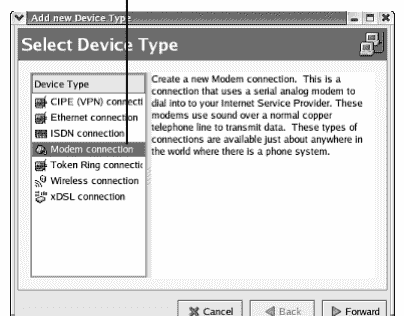 Add new Device Type
Select Device Type
Device Type
CIPE (VPN) connecti
Ethernet connection
ISDN connection
Modem connection
Token Ring connectic
Wireless connection
xDSL connection
Create a new Modem connection. This is a
connection that uses a serial analog modem to
dial into to your Internet Service Provider. These
modems use sound over a normal copper
telephone line to transmit data. These types of
connections are available just about anywhere in
the world where there is a phone system.
Cancel
Back
Forward